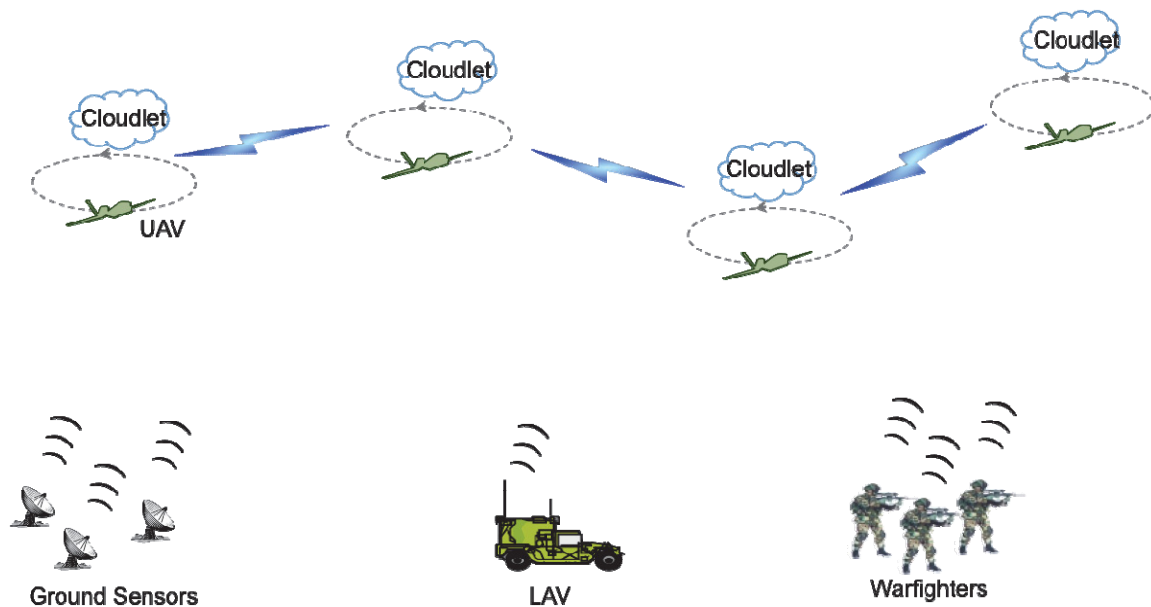 Cloudlet
Cloudlet
Cloudlet
Cloudlet
UAV
Ground Sensors
LAV
Warfighters